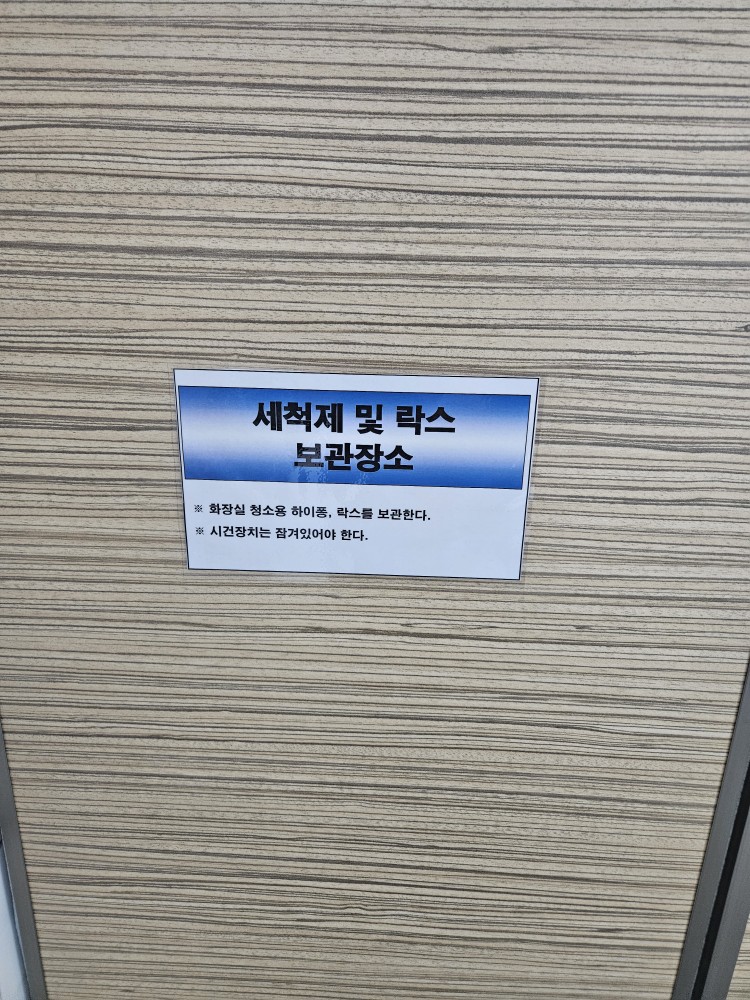 세척제 및 락스
보관장소
※ 화장실 청소용 하이퐁, 락스를 보관한다.
※ 시건장치는 잠겨있어야 한다.